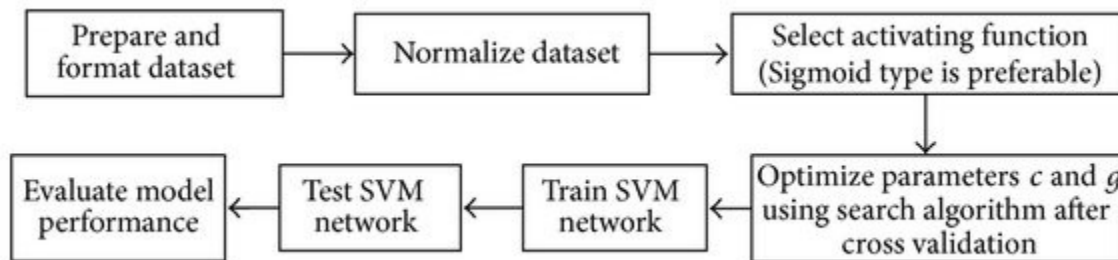 Prepare and
format dataset
Normalize dataset
Select activating function
(Sigmoid type is preferable)
Optimize parameters c and g
using search algorithm after
cross validation
Train SVM
network
Test SVM
network
Evaluate model
performance